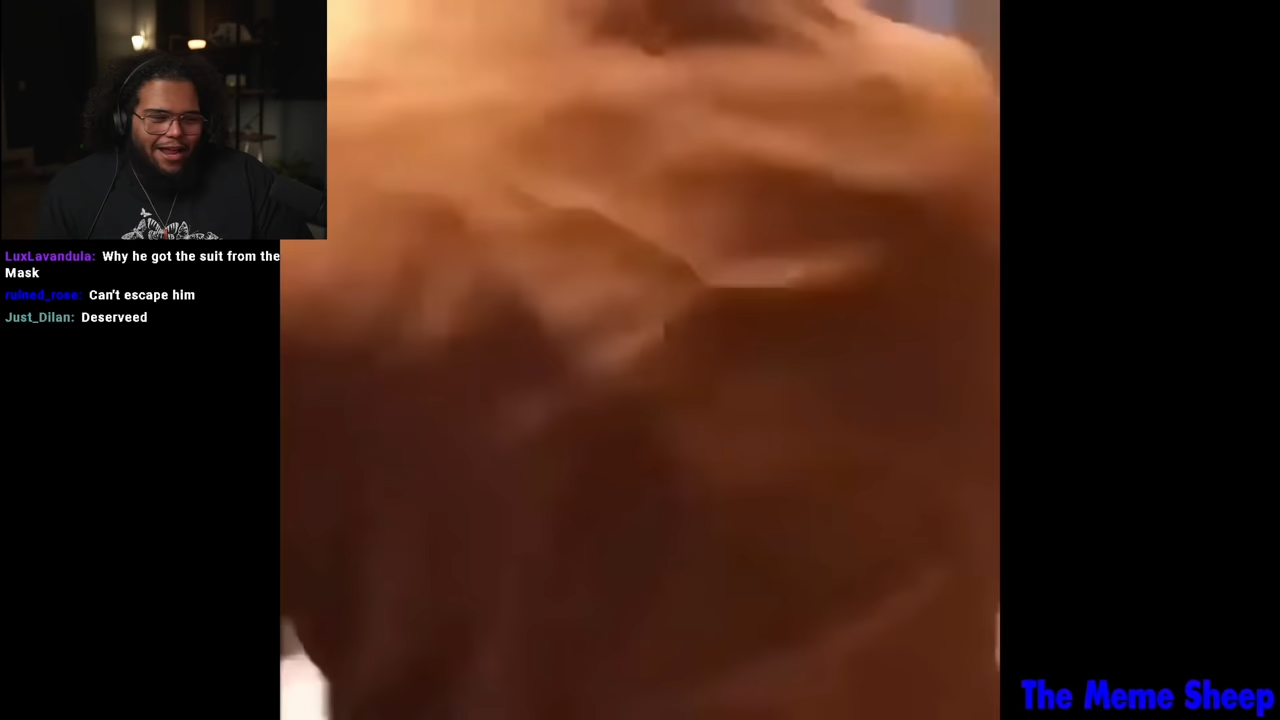 LuxLavandula: Why he got the suit from the
Mask
ruined_rose: Can't escape him
Just_Dilan: Deserveed
The Meme Sheep